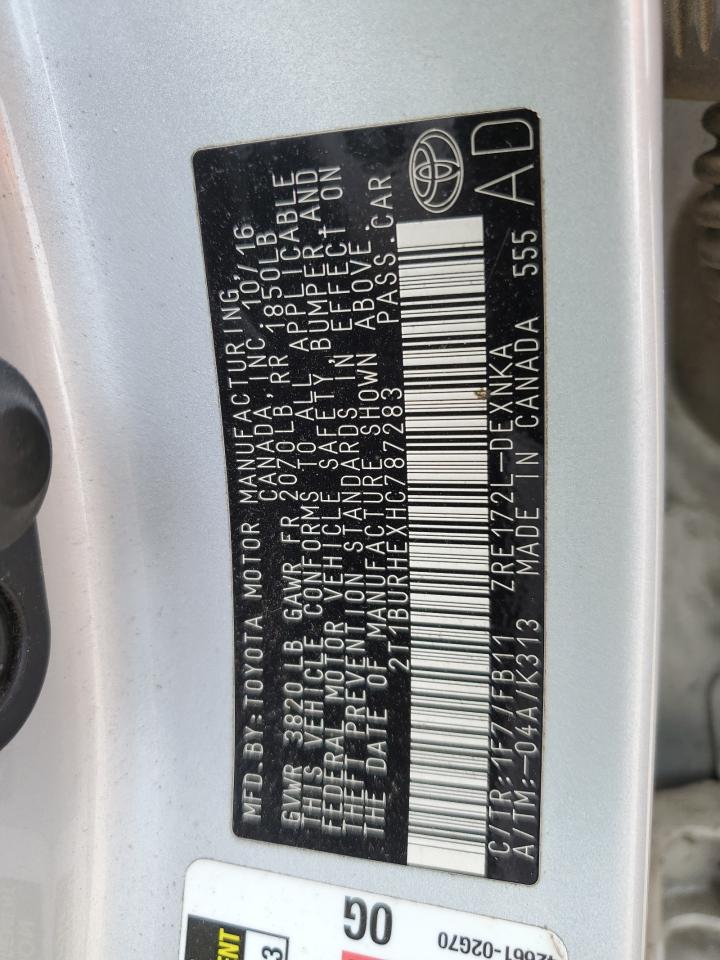 MFD.BY:TOYOTA MOTOR MANUFACTURING,
CANADA,INC. 10/16
GVWR 3820 LB GAWR FR 2070LB RR 1850LB
THIS VEHICLE CONFORMS TO ALL APPLICABLE
FEDERAL MOTOR VEHICLE SAFETY, BUMPER, AND
THEFT PREVENTION STANDARDS IN EFFECT ON
THE DATE OF MANUFACTURE SHOWN ABOVE.
2T1BURHEXHC787283 PASS.CAR
C/TR: 1F7/FB11 ZRE172L-DEXNKA
A/TM:-04A/K313 MADE IN CANADA 555
AD
OG
42661-02G70